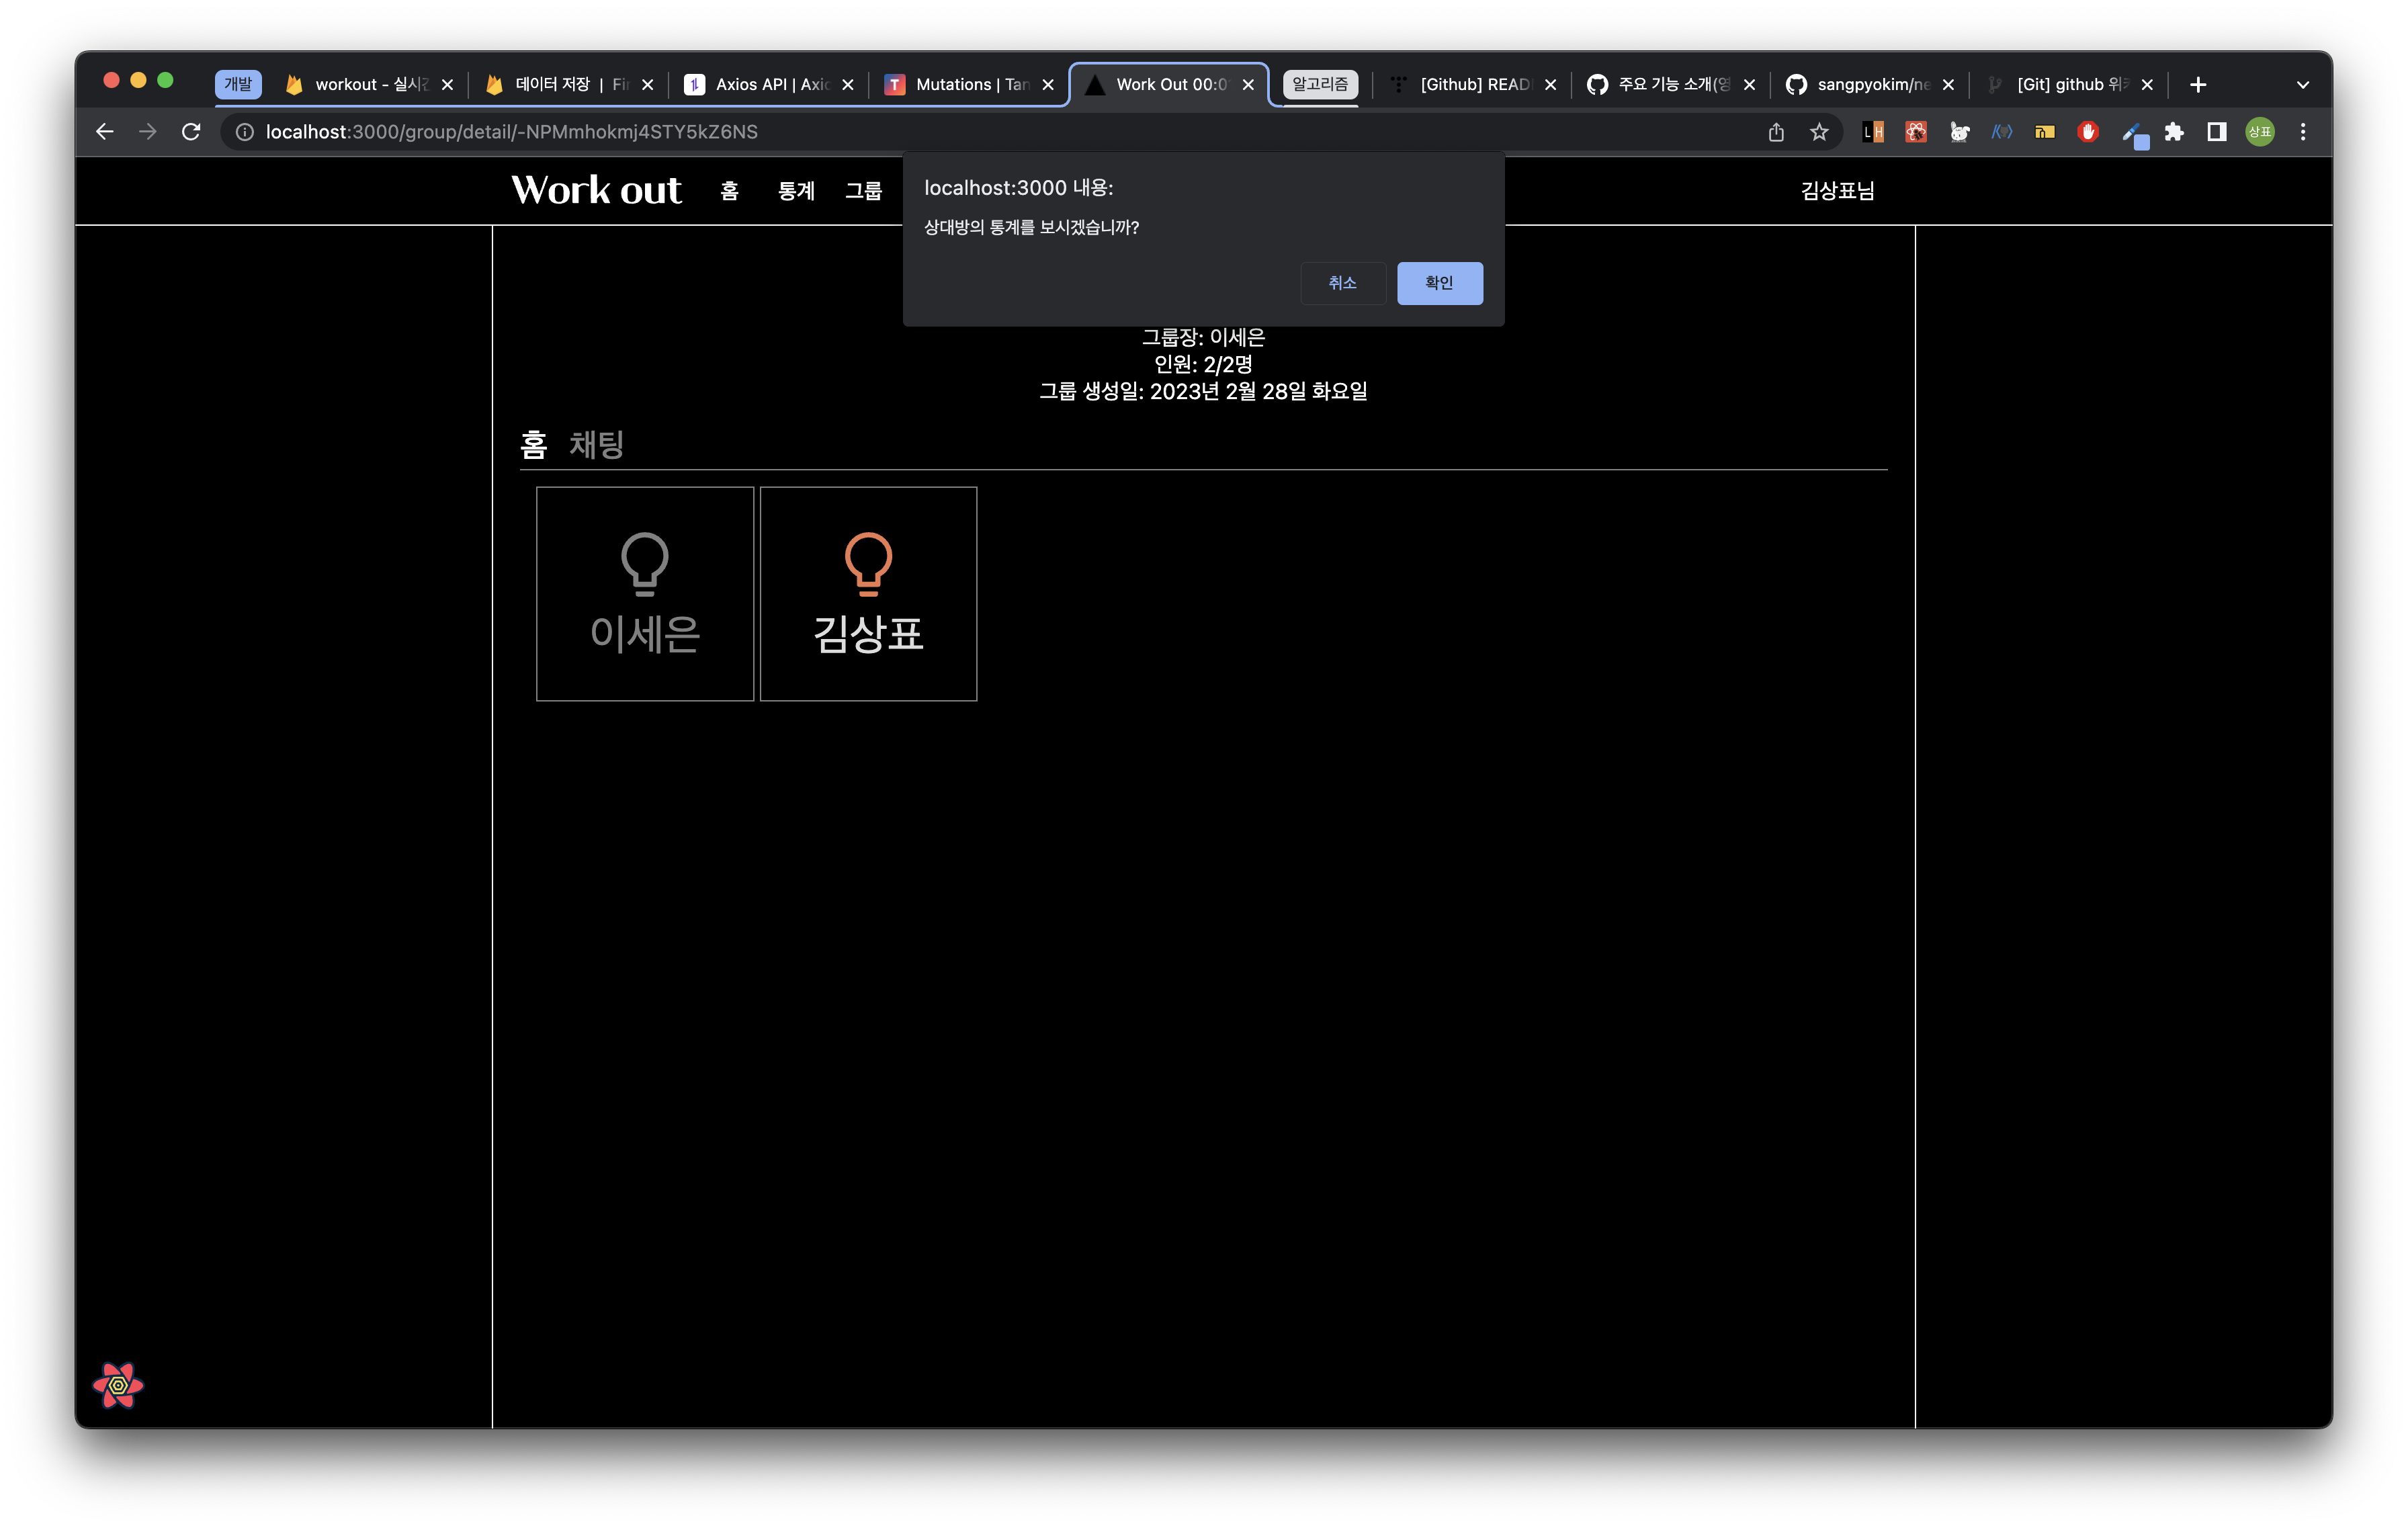 개발
workout - 실시간
데이터 저장 | Fir
Axios API | Axio
Mutations | Tan
Work Out 00:0
알고리즘
[Github] READ
주요 기능 소개(영
sangpyokim/ne
[Git] github 위키
localhost:3000/group/detail/-NPMmhokmj4STY5kZ6NS
LH
상표
Work out
홈
통계
그룹
김상표님
localhost:3000 내용:
상대방의 통계를 보시겠습니까?
취소
확인
그룹장: 이세은
인원: 2/2명
그룹 생성일: 2023년 2월 28일 화요일
홈
채팅
이세은
김상표